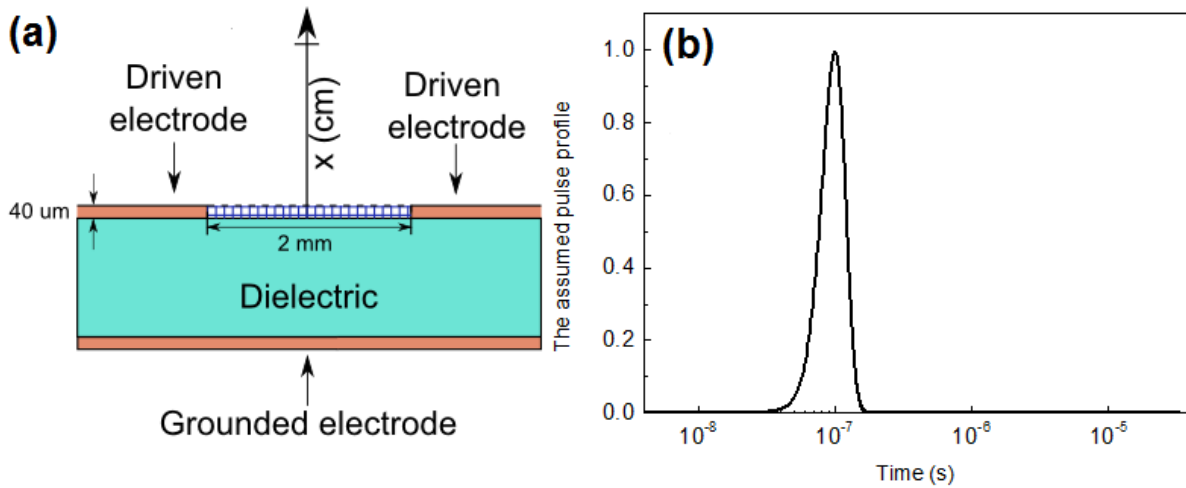 (a)
Driven
electrode
x (cm)
Driven
electrode
40 um
2 mm
Dielectric
Grounded electrode
(b)
The assumed pulse profile
1.0
0.8
0.6
0.4
0.2
0.0
10-8
10-7
10-6
10-5
Time (s)